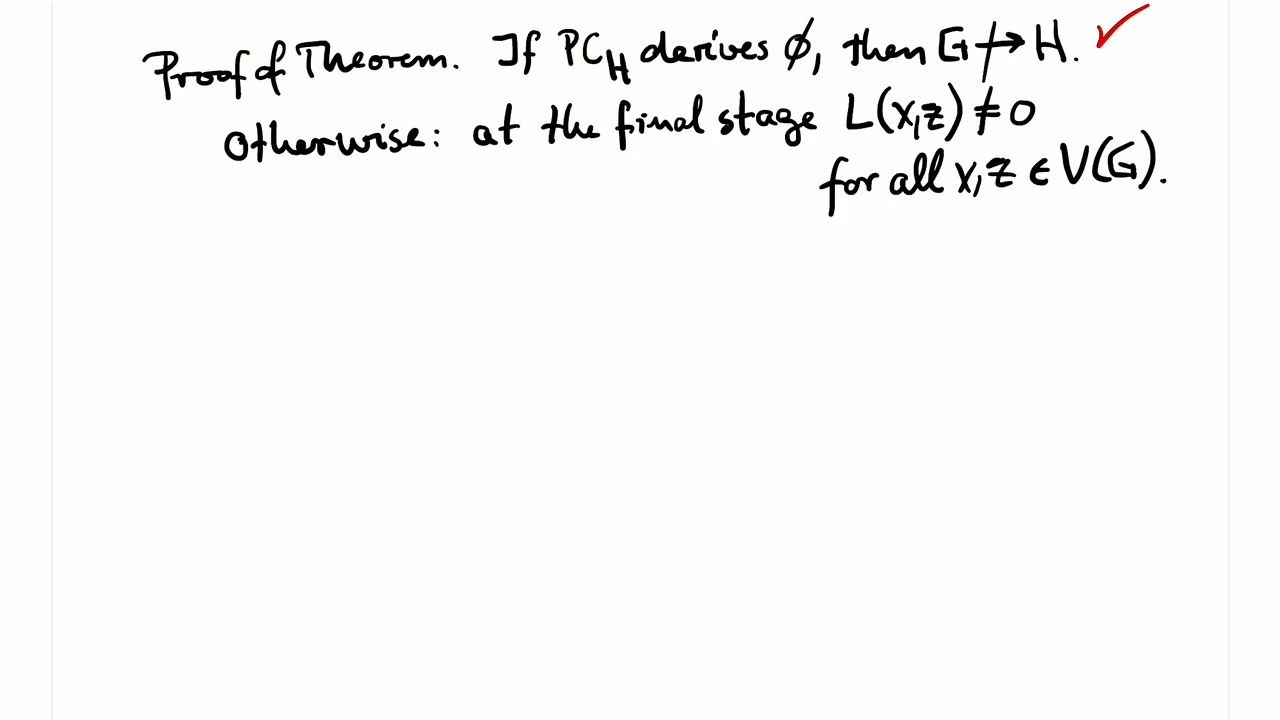 Proof of Theorem. If PC_H derives ∅, then G ↛ H. ✓
Otherwise: at the final stage L(x,z) ≠ 0
for all x,z ∈ V(G).